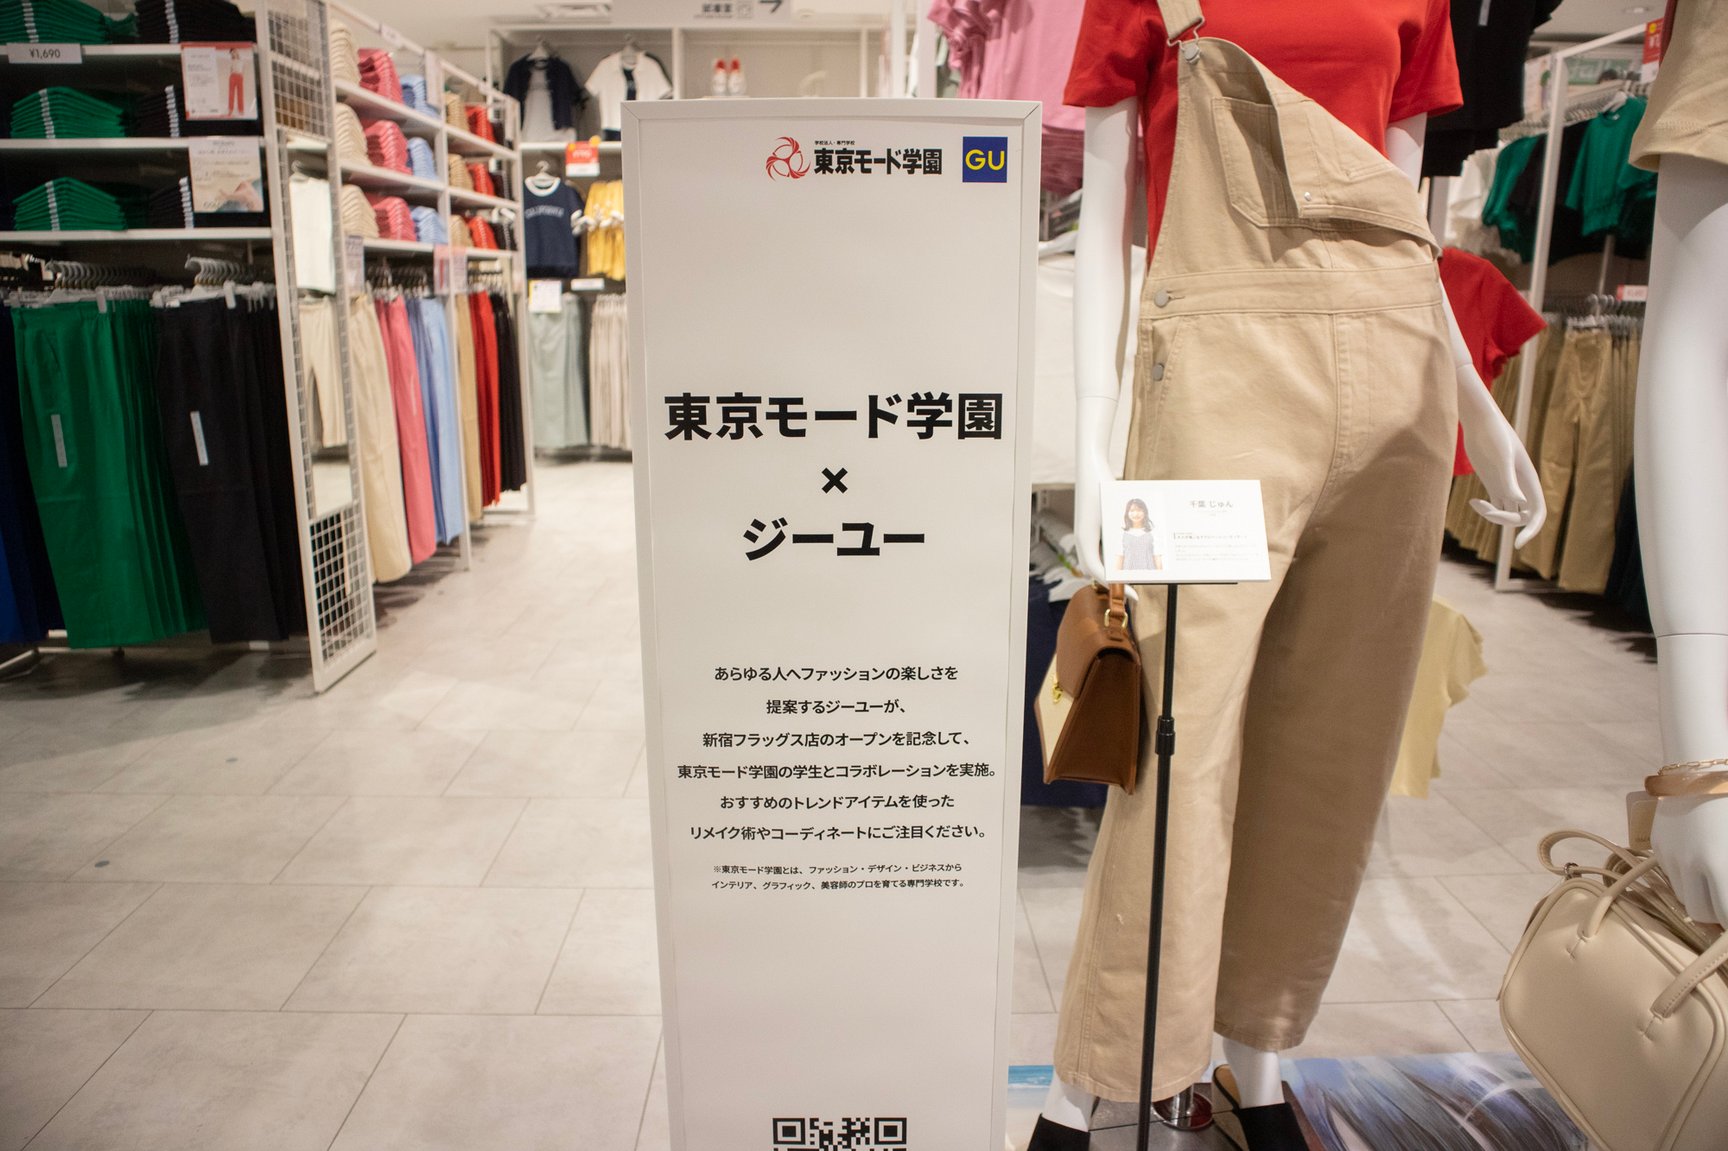 ¥1,690
学校法人・専門学校
東京モード学園
GU
東京モード学園
×
ジーユー
あらゆる人へファッションの楽しさを
提案するジーユーが、
新宿フラッグス店のオープンを記念して、
東京モード学園の学生とコラボレーションを実施。
おすすめのトレンドアイテムを使った
リメイク術やコーディネートにご注目ください。
※東京モード学園とは、ファッション・デザイン・ビジネスから
インテリア、グラフィック、美容師のプロを育てる専門学校です。
千葉 じゅん